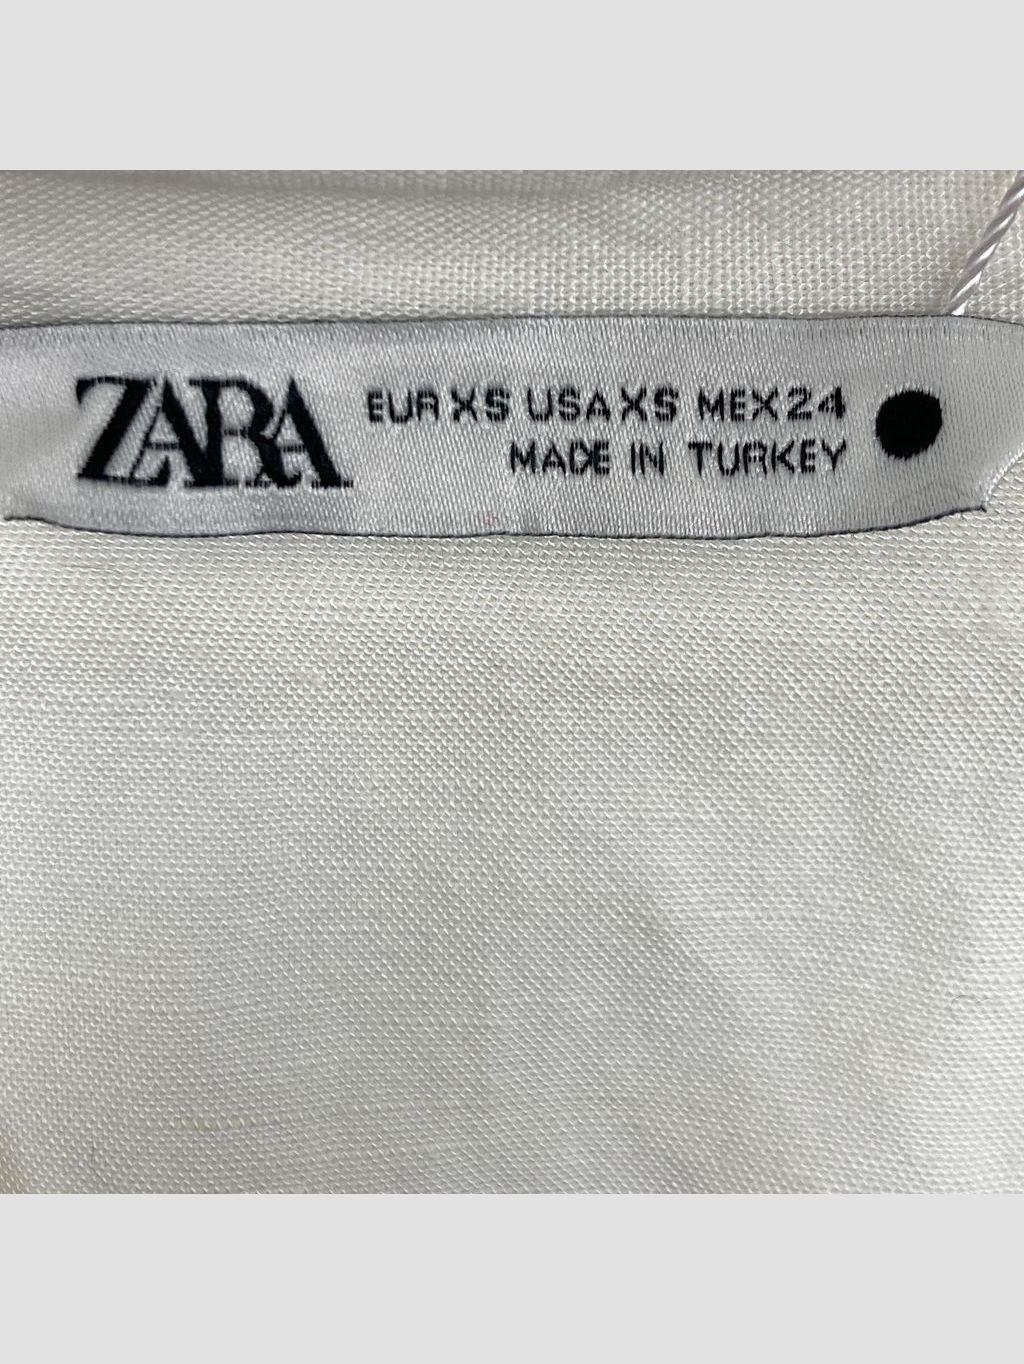 ZARA
EUR XS USA XS MEX 24
MADE IN TURKEY